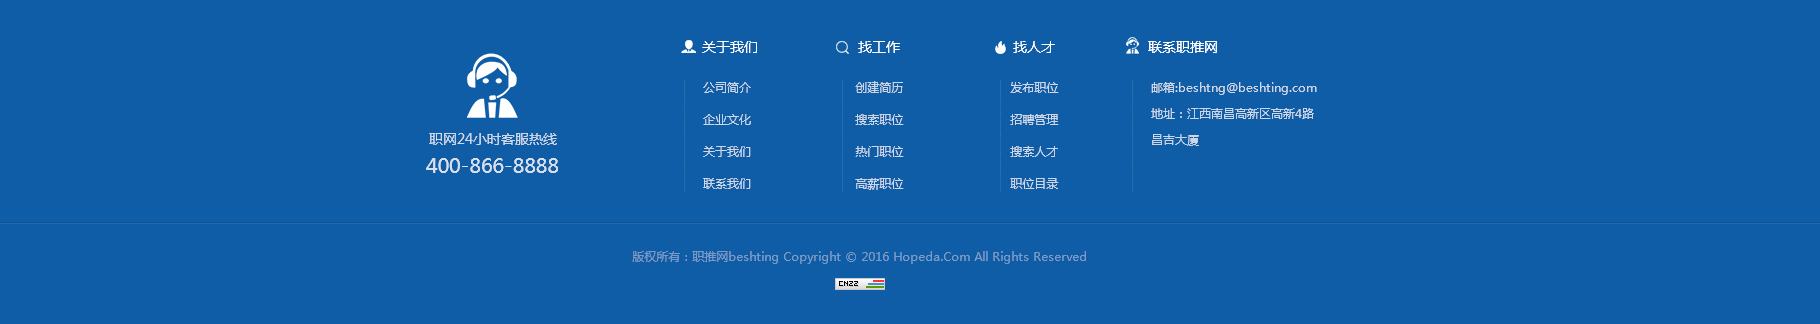 职网24小时客服热线
400-866-8888
关于我们
公司简介
企业文化
关于我们
联系我们
找工作
创建简历
搜索职位
热门职位
高薪职位
找人才
发布职位
招聘管理
搜索人才
职位目录
联系职推网
邮箱:beshtng@beshting.com
地址：江西南昌高新区高新4路
昌吉大厦
版权所有：职推网beshting Copyright © 2016 Hopeda.Com All Rights Reserved
CNZZ